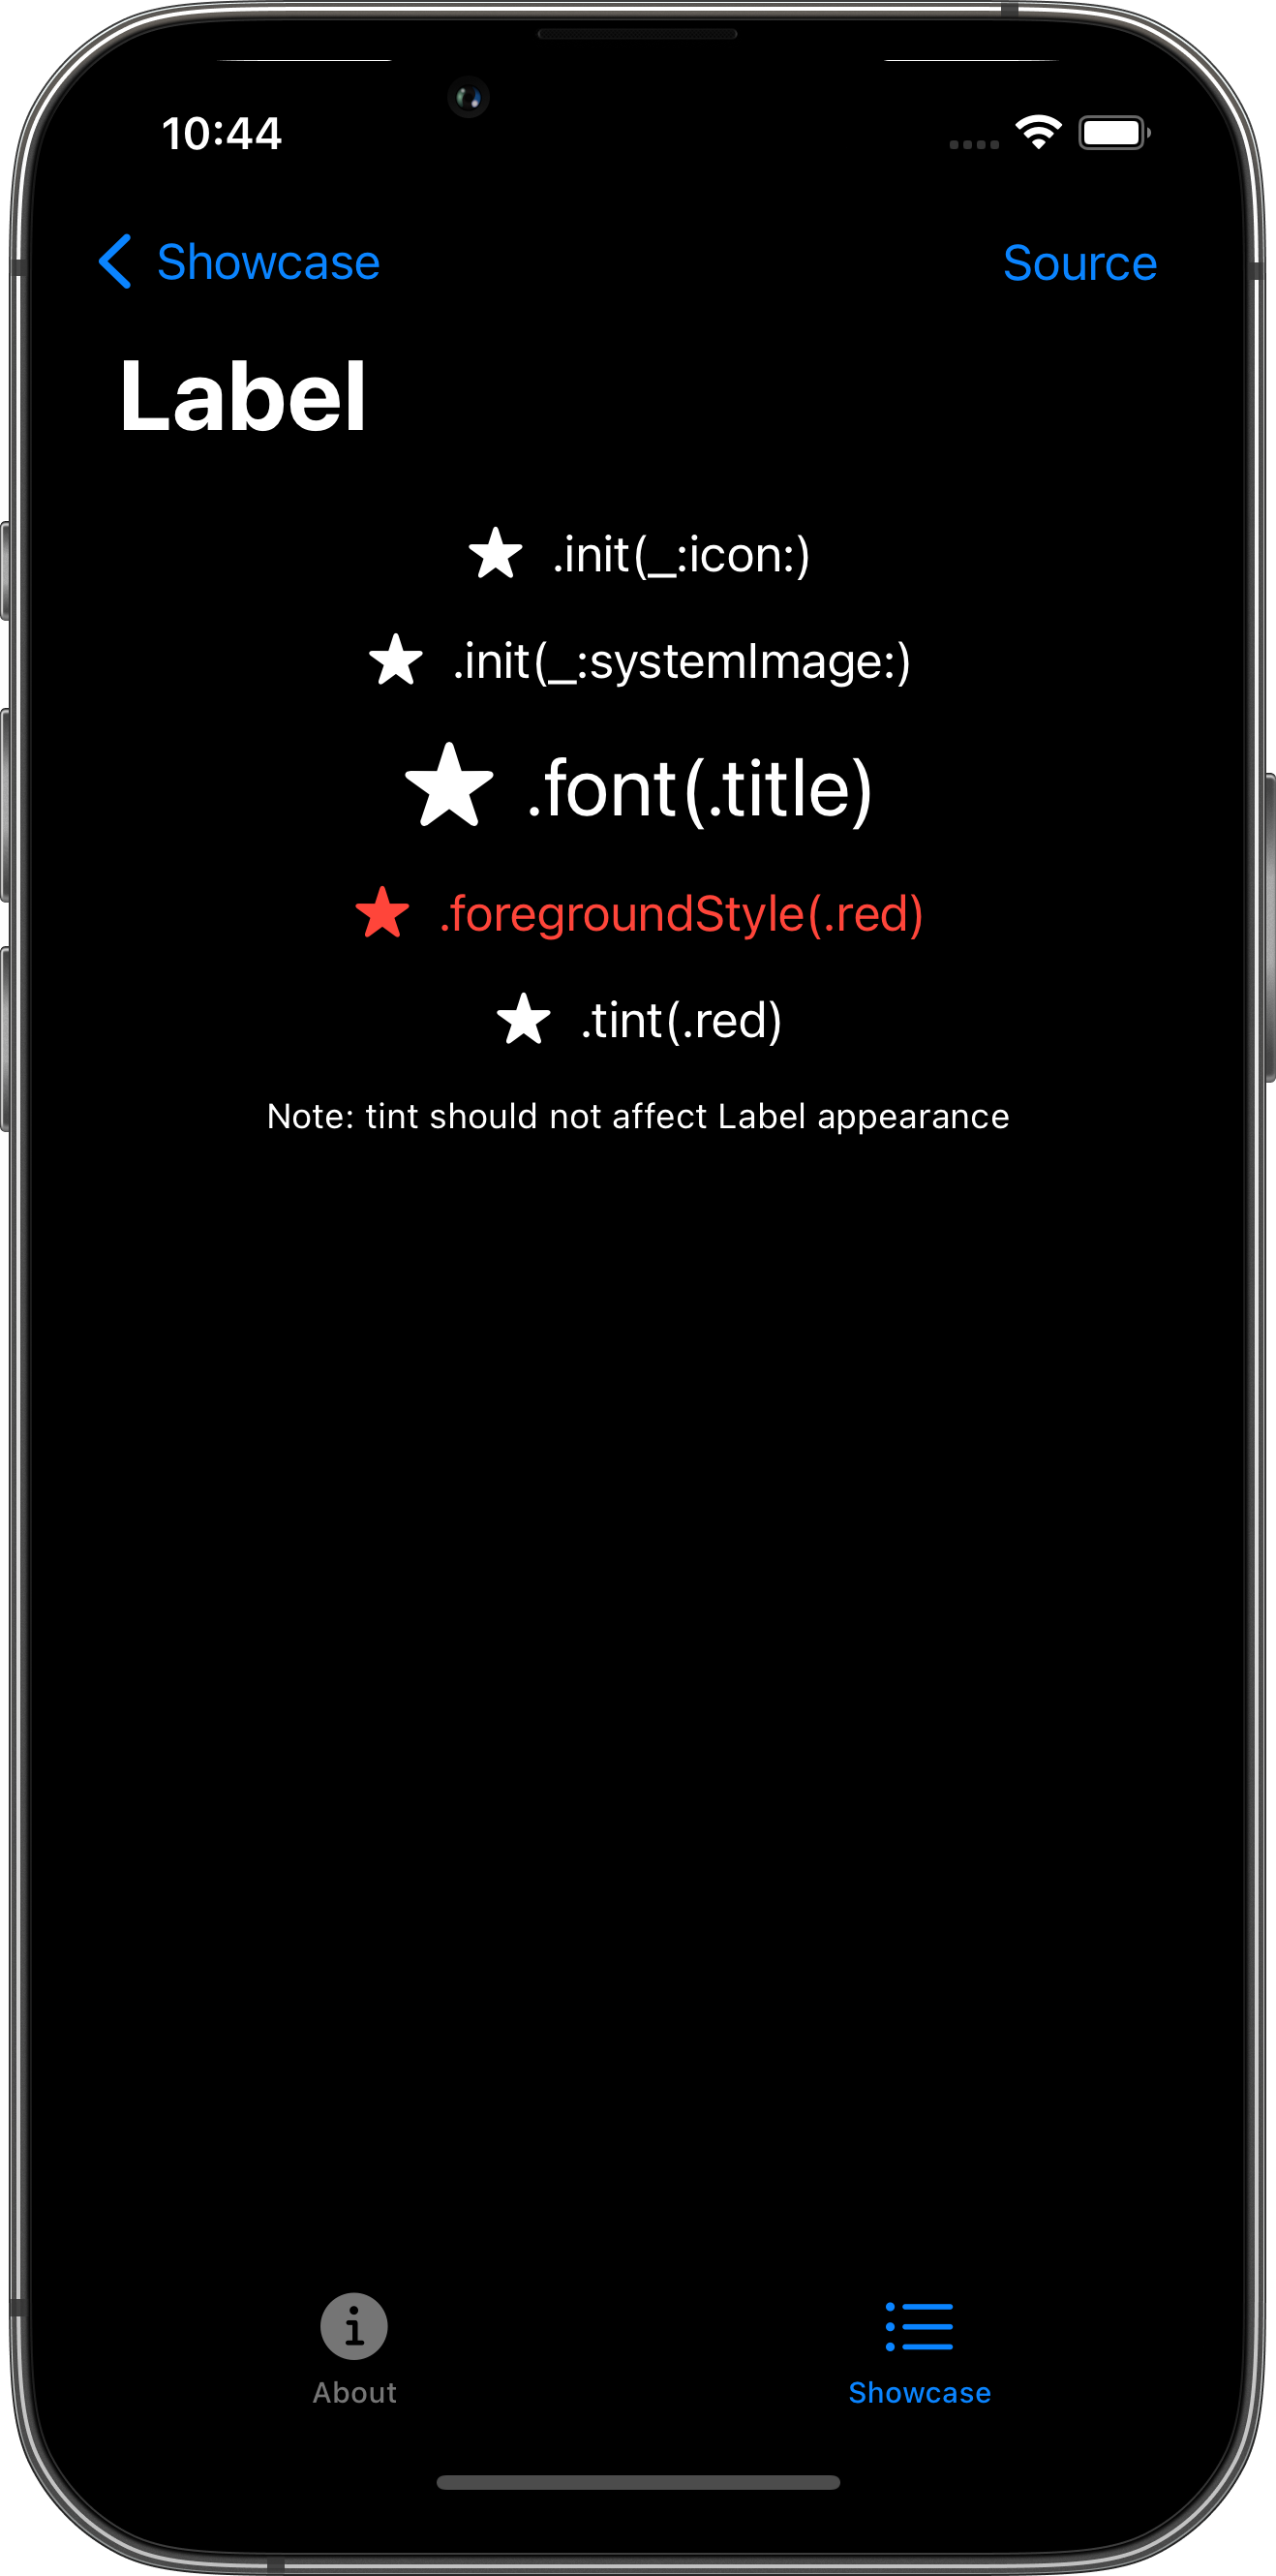 10:44
Showcase
Source
Label
.init(_:icon:)
.init(_:systemImage:)
.font(.title)
.foregroundStyle(.red)
.tint(.red)
Note: tint should not affect Label appearance
About
Showcase